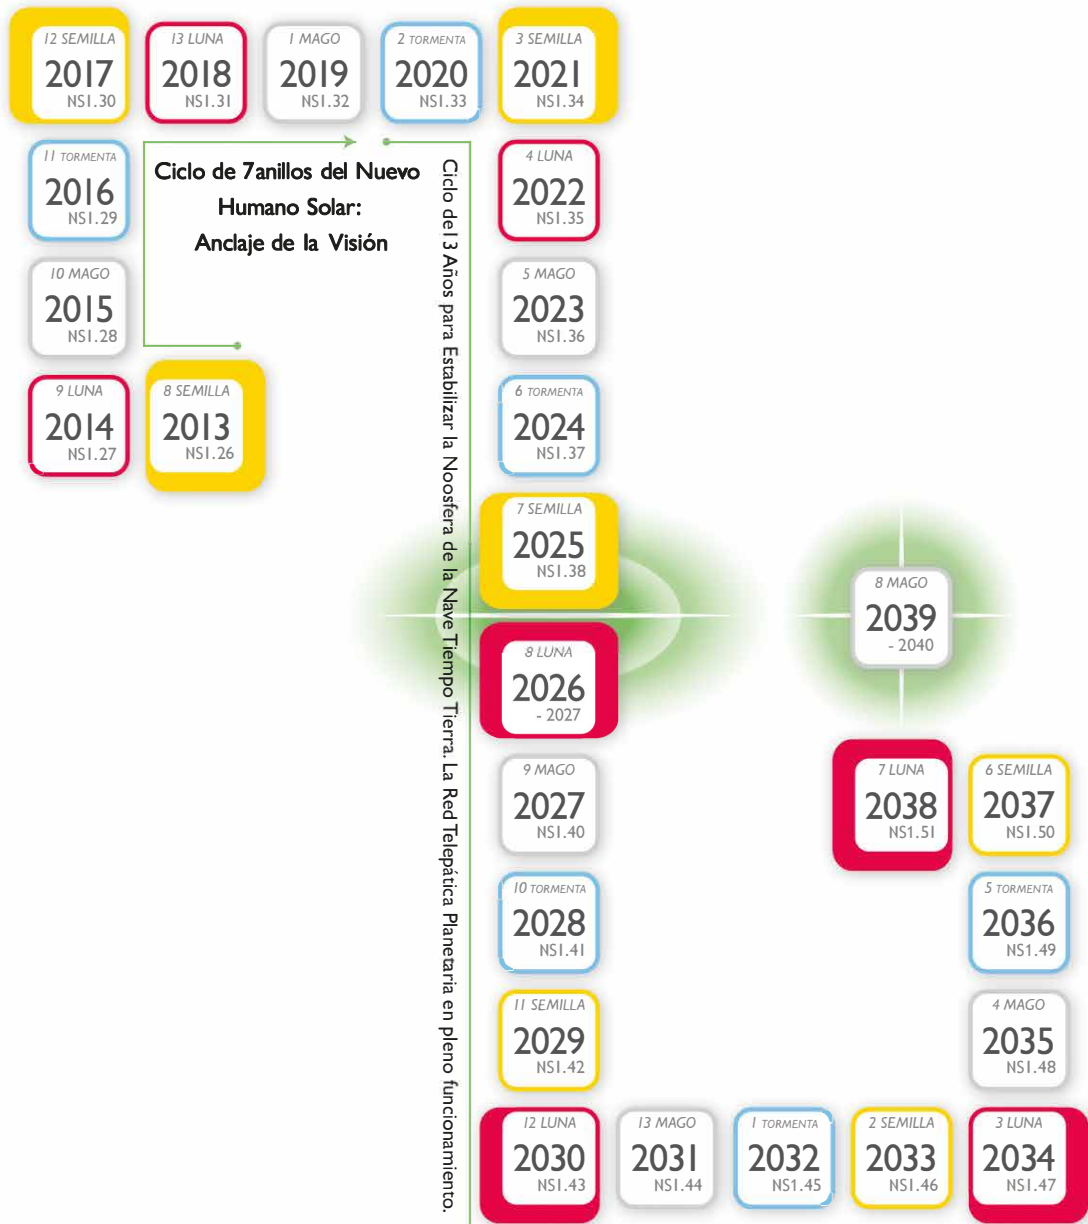 12 SEMILLA
2017
NS1.30
13 LUNA
2018
NS1.31
1 MAGO
2019
NS1.32
2 TORMENTA
2020
NS1.33
3 SEMILLA
2021
NS1.34
11 TORMENTA
2016
NS1.29
10 MAGO
2015
NS1.28
9 LUNA
2014
NS1.27
8 SEMILLA
2013
NS1.26
Ciclo de 7anillos del Nuevo
Humano Solar:
Anclaje de la Visión
Ciclo de13 Años para Estabilizar la Noosfera de la Nave Tiempo Tierra. La Red Telepática Planetaria en pleno funcionamiento.
4 LUNA
2022
NS1.35
5 MAGO
2023
NS1.36
6 TORMENTA
2024
NS1.37
7 SEMILLA
2025
NS1.38
8 LUNA
2026
- 2027
9 MAGO
2027
NS1.40
10 TORMENTA
2028
NS1.41
11 SEMILLA
2029
NS1.42
12 LUNA
2030
NS1.43
13 MAGO
2031
NS1.44
1 TORMENTA
2032
NS1.45
2 SEMILLA
2033
NS1.46
3 LUNA
2034
NS1.47
4 MAGO
2035
NS1.48
5 TORMENTA
2036
NS1.49
6 SEMILLA
2037
NS1.50
7 LUNA
2038
NS1.51
8 MAGO
2039
- 2040